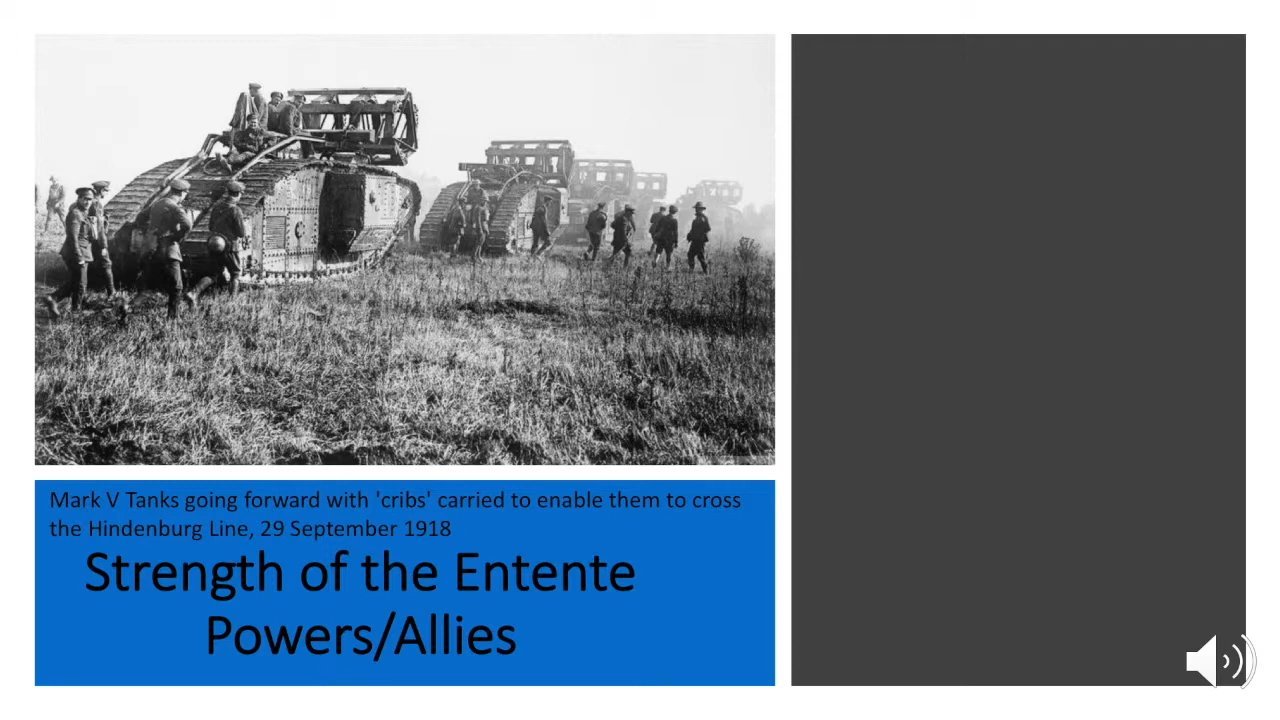 Mark V Tanks going forward with 'cribs' carried to enable them to cross
the Hindenburg Line, 29 September 1918
Strength of the Entente
Powers/Allies